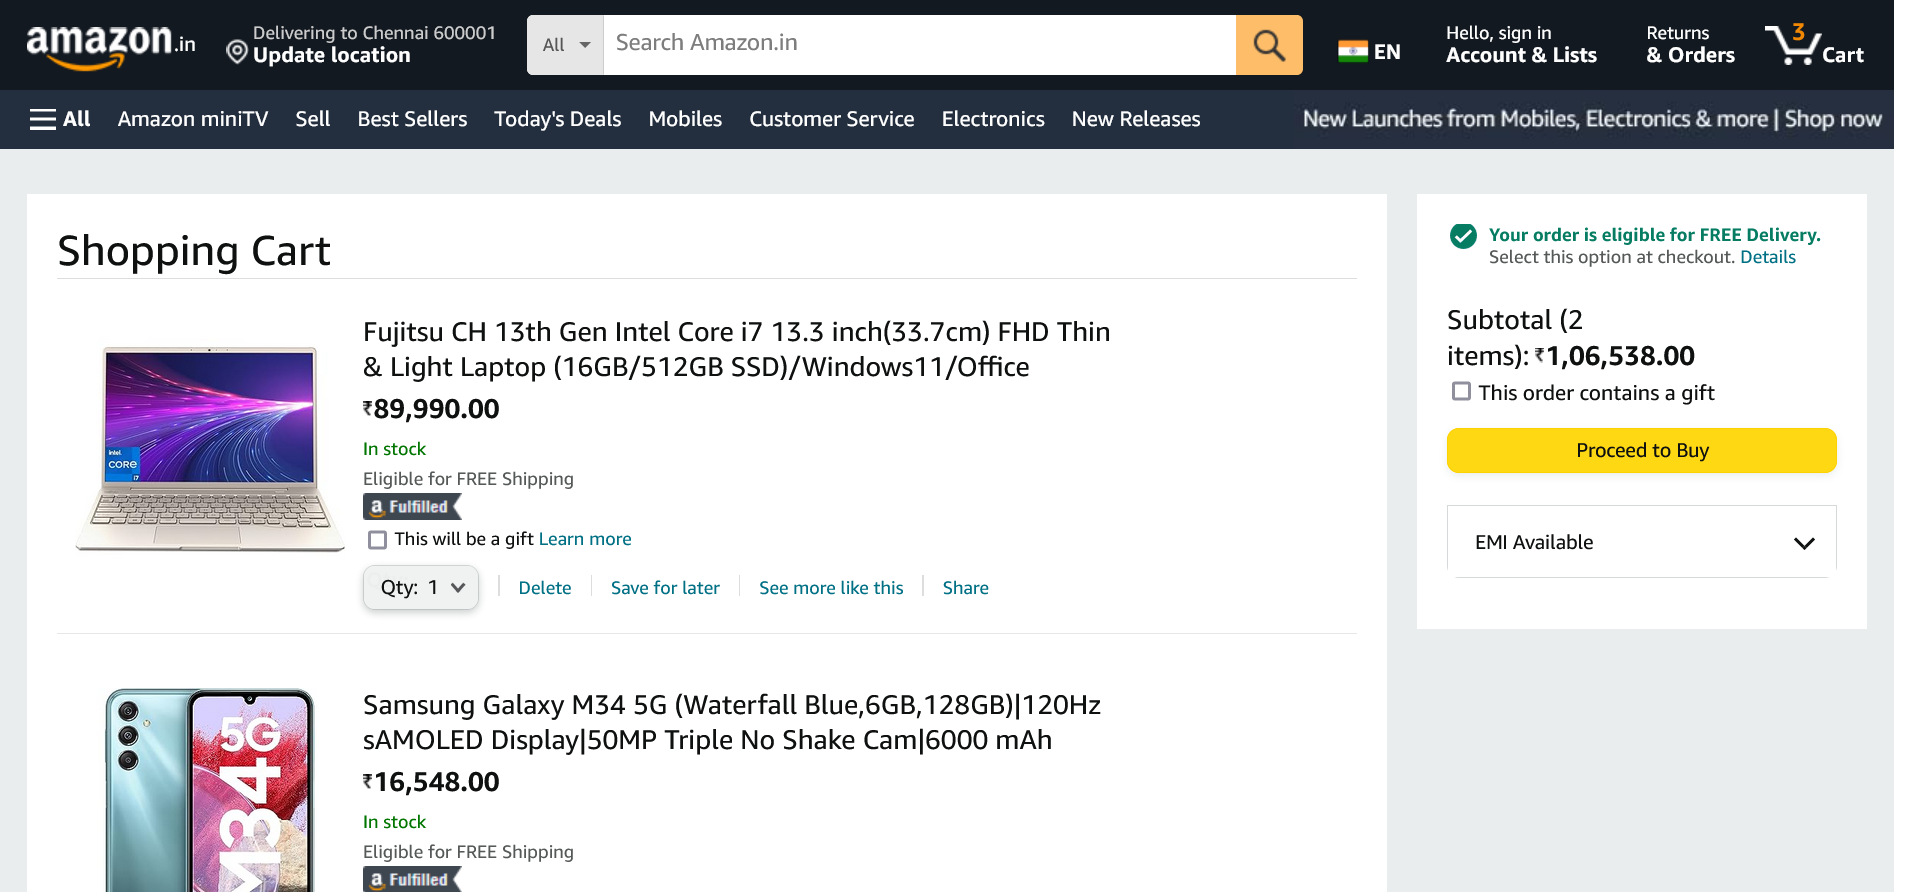 amazon.in
Delivering to Chennai 600001
Update location
All
Search Amazon.in
EN
Hello, sign in
Account & Lists
Returns
& Orders
3
Cart
All
Amazon miniTV
Sell
Best Sellers
Today's Deals
Mobiles
Customer Service
Electronics
New Releases
New Launches from Mobiles, Electronics & more | Shop now
Shopping Cart
Fujitsu CH 13th Gen Intel Core i7 13.3 inch(33.7cm) FHD Thin
& Light Laptop (16GB/512GB SSD)/Windows11/Office
₹89,990.00
In stock
Eligible for FREE Shipping
a Fulfilled
This will be a gift Learn more
Qty: 1
Delete
Save for later
See more like this
Share
intel
CORE
i7
Samsung Galaxy M34 5G (Waterfall Blue,6GB,128GB)|120Hz
sAMOLED Display|50MP Triple No Shake Cam|6000 mAh
₹16,548.00
In stock
Eligible for FREE Shipping
a Fulfilled
5G
M34
Your order is eligible for FREE Delivery.
Select this option at checkout. Details
Subtotal (2
items): ₹1,06,538.00
This order contains a gift
Proceed to Buy
EMI Available